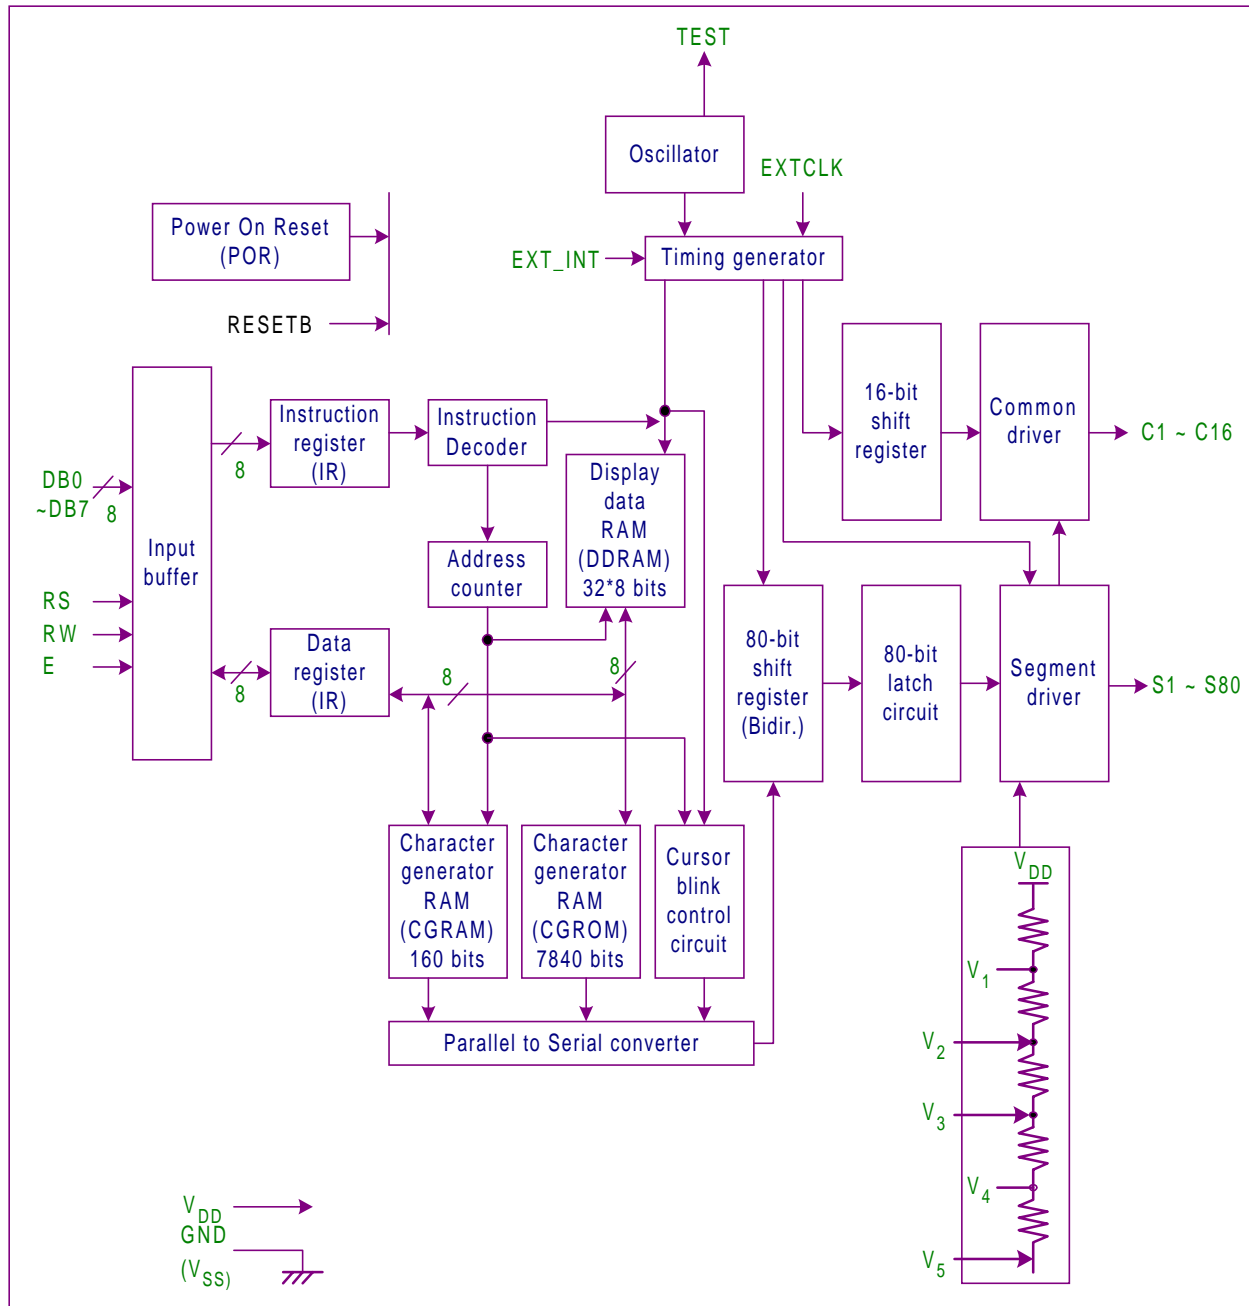 TEST
Oscillator
EXTCLK
Power On Reset
(POR)
EXT_INT
Timing generator
RESETB
Instruction
register
(IR)
8
Instruction
Decoder
16-bit
shift
register
Common
driver
C1 ~ C16
DB0
~DB7
8
Input
buffer
Display
data
RAM
(DDRAM)
32*8 bits
Address
counter
RS
RW
E
Data
register
(IR)
8
8
8
80-bit
shift
register
(Bidir.)
80-bit
latch
circuit
Segment
driver
S1 ~ S80
Character
generator
RAM
(CGRAM)
160 bits
Character
generator
RAM
(CGROM)
7840 bits
Cursor
blink
control
circuit
Parallel to Serial converter
VDD
V1
V2
V3
V4
V5
VDD
GND
(VSS)